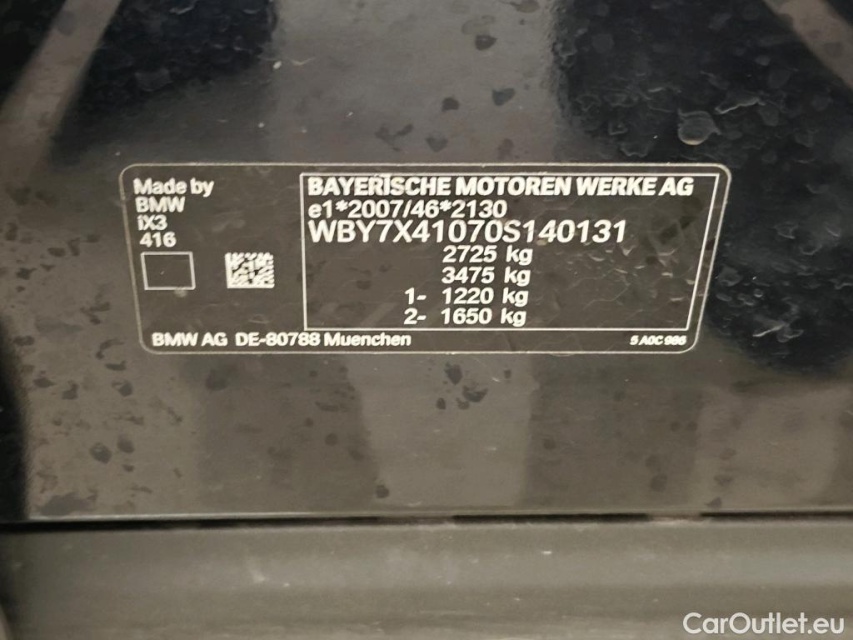 Made by
BMW
iX3
416
BAYERISCHE MOTOREN WERKE AG
e1*2007/46*2130
WBY7X41070S140131
2725 kg
3475 kg
1- 1220 kg
2- 1650 kg
BMW AG DE-80788 Muenchen
5 A0C 986
CarOutlet.eu